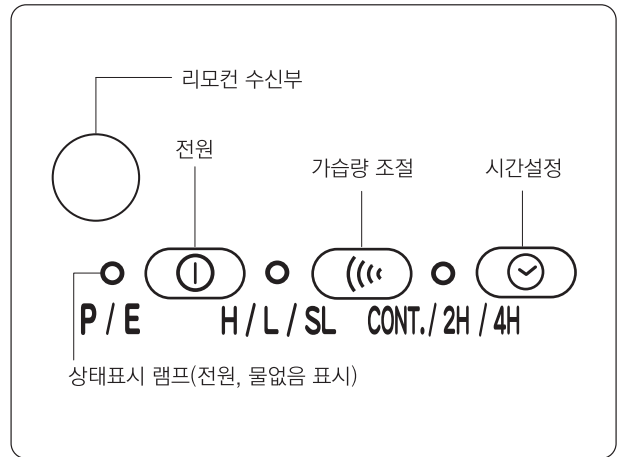 리모컨 수신부
전원
가습량 조절
시간설정
P / E
H / L / SL
CONT. / 2H / 4H
상태표시 램프(전원, 물없음 표시)